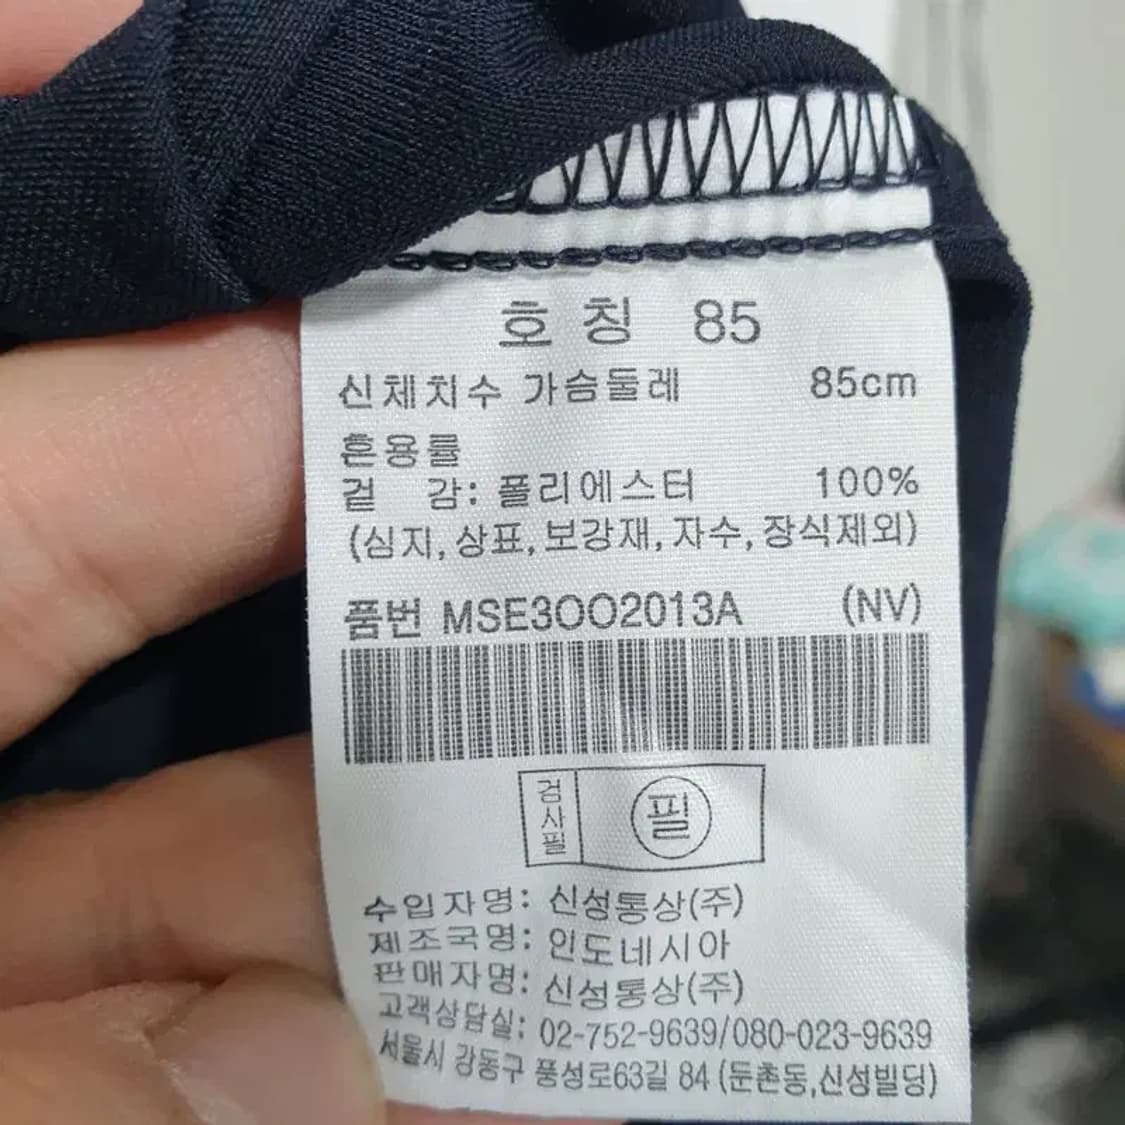 호 칭 85
신체치수 가슴둘레 85cm
혼용률
겉 감: 폴리에스터 100%
(심지,상표,보강재,자수,장식제외)
품번 MSE3OO2013A (NV)
검사필 필
수입자명: 신성통상(주)
제조국명: 인도네시아
판매자명: 신성통상(주)
고객상담실: 02-752-9639/080-023-9639
서울시 강동구 풍성로63길 84 (둔촌동,신성빌딩)